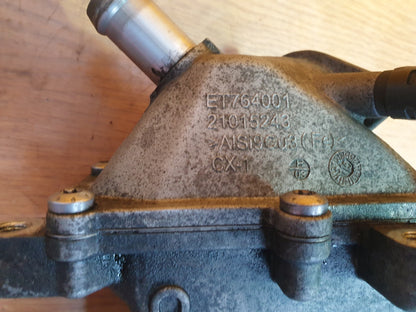 ET764001
21015243
>AlSi9Cu3(Fe)
CX-1